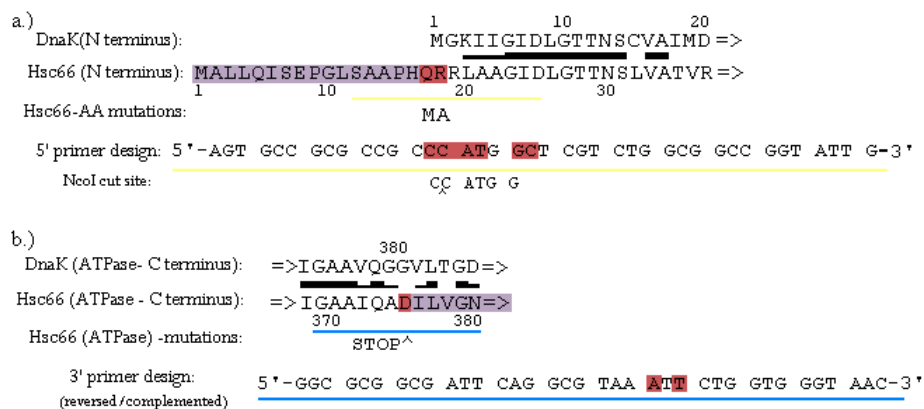 a.)
1 10 20
DnaK(N terminus): MGKIIGIDLGTTNSCVAIMD =>
Hsc66 (N terminus) MALLQISEPGLSAAPHQRRLAAGIDLGTTNSLVATVR =>
1 10 20 30
Hsc66-AA mutations: MA
5' primer design: 5'-AGT GCC GCG CCG CCC CAT G GCT CGT CTG GCG GCC GGT ATT G-3'
NcoI cut site: CC ATG G
^
b.)
380
DnaK (ATPase- C terminus): =>IGAAVQGGVLTGD=>
Hsc66 (ATPase - C terminus): =>IGAAIQADILVGN=>
370 380
Hsc66 (ATPase) -mutations: STOP^
3' primer design: 5'-GGC GCG GCG ATT CAG GCG TAA ATT CTG GTG GGT AAC-3'
(reversed/complemented)